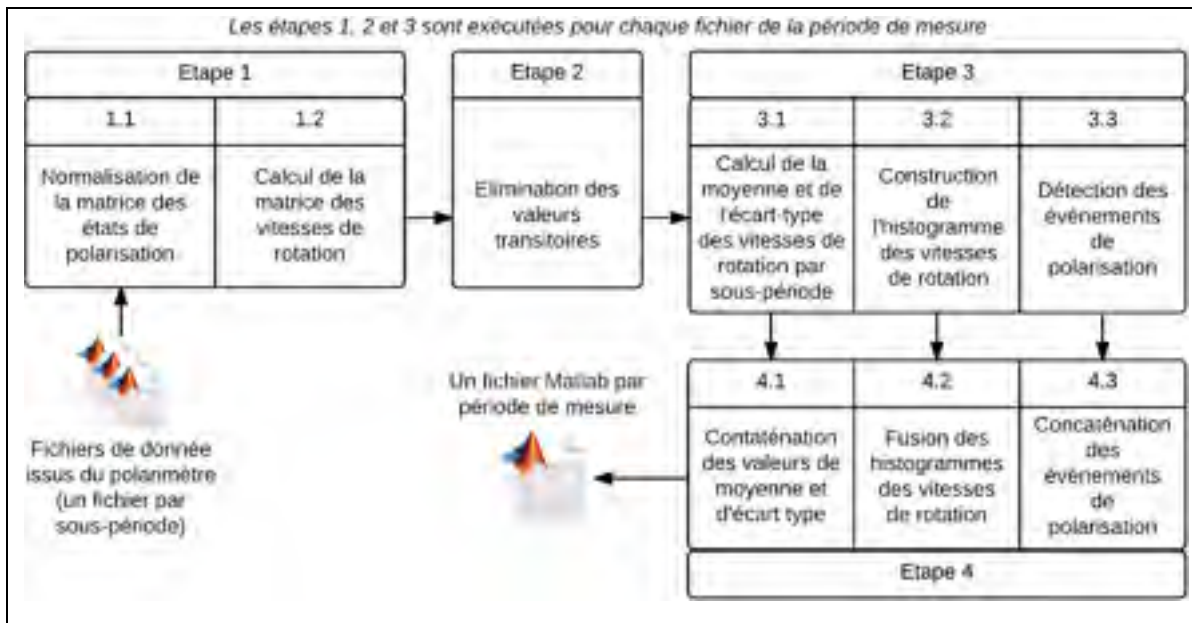 Les étapes 1, 2 et 3 sont exécutées pour chaque fichier de la période de mesure
Etape 1
1.1
Normalisation de
la matrice des
états de
polarisation
1.2
Calcul de la
matrice des
vitesses de
rotation
Etape 2
Elimination des
valeurs
transitoires
Etape 3
3.1
Calcul de la
moyenne et de
l'écart-type
des vitesses de
rotation par
sous-période
3.2
Construction
de
l'histogramme
des vitesses
de rotation
3.3
Détection des
événements
de
polarisation
Fichiers de donnée
issus du polarimètre
(un fichier par
sous-période)
Un fichier Matlab par
période de mesure
4.1
Contaténation
des valeurs de
moyenne et
d'écart type
4.2
Fusion des
histogrammes
des vitesses
de rotation
4.3
Concaténation
des
événements
de
polarisation
Etape 4